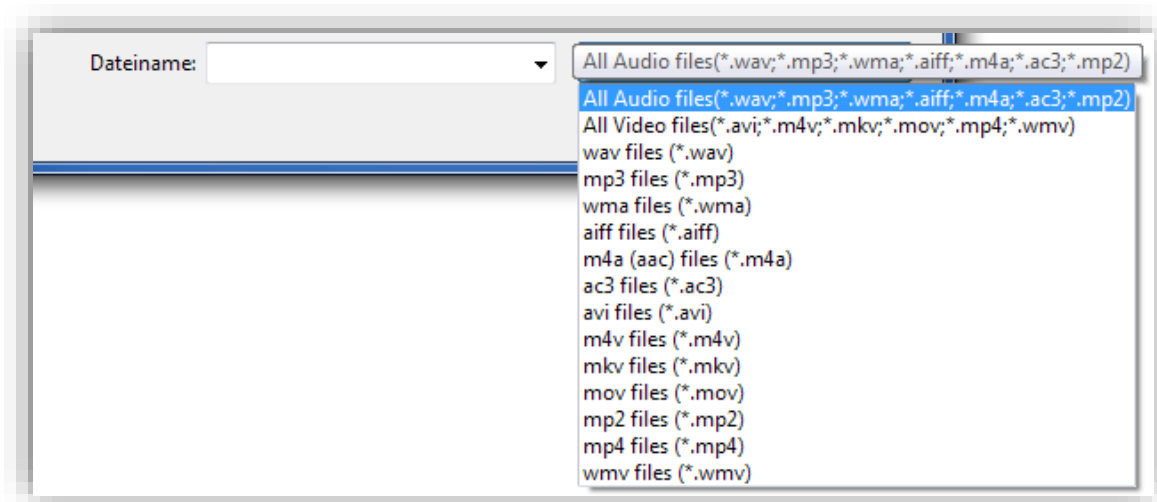 Dateiname:
All Audio files(*.wav;*.mp3;*.wma;*.aiff;*.m4a;*.ac3;*.mp2)
All Audio files(*.wav;*.mp3;*.wma;*.aiff;*.m4a;*.ac3;*.mp2)
All Video files(*.avi;*.m4v;*.mkv;*.mov;*.mp4;*.wmv)
wav files (*.wav)
mp3 files (*.mp3)
wma files (*.wma)
aiff files (*.aiff)
m4a (aac) files (*.m4a)
ac3 files (*.ac3)
avi files (*.avi)
m4v files (*.m4v)
mkv files (*.mkv)
mov files (*.mov)
mp2 files (*.mp2)
mp4 files (*.mp4)
wmv files (*.wmv)